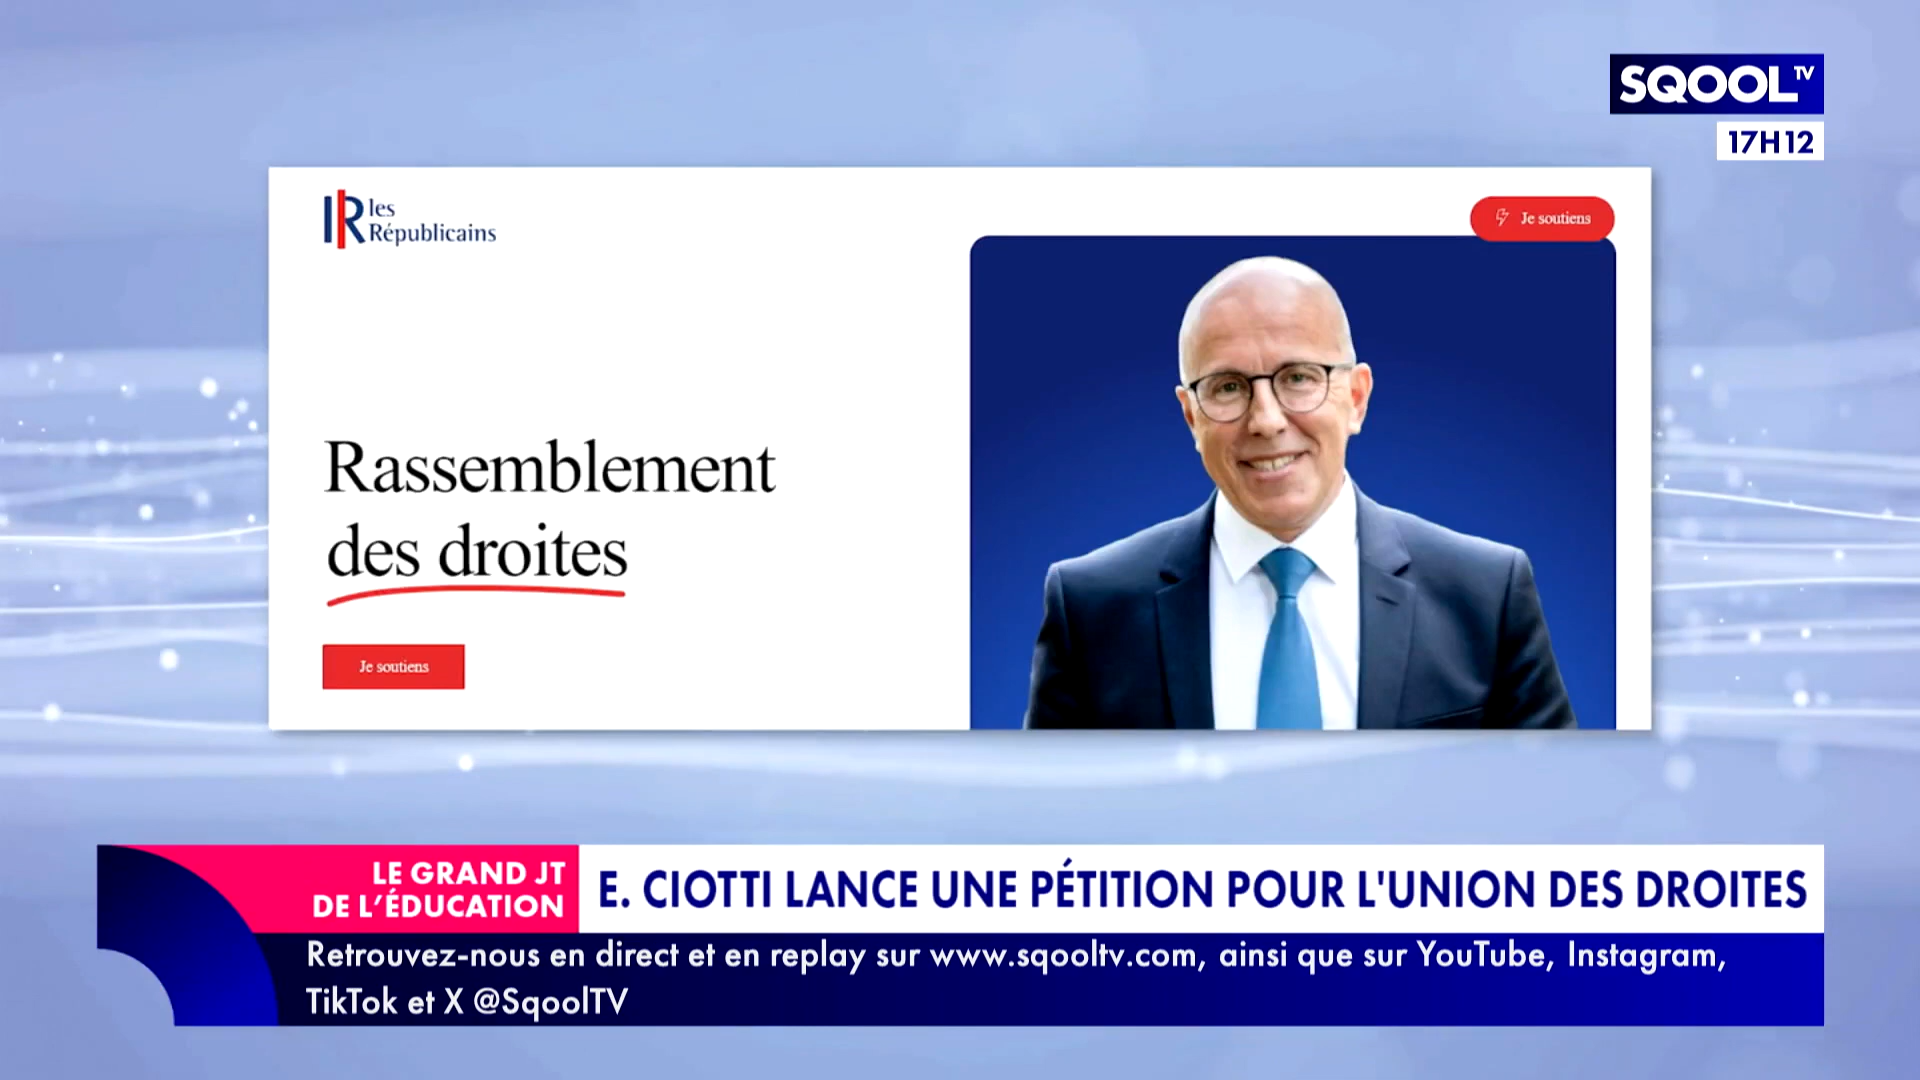 SQOOL TV
17H12
les
Républicains
Je soutiens
Rassemblement
des droites
Je soutiens
LE GRAND JT
DE L'ÉDUCATION
E. CIOTTI LANCE UNE PÉTITION POUR L'UNION DES DROITES
Retrouvez-nous en direct et en replay sur www.sqooltv.com, ainsi que sur YouTube, Instagram,
TikTok et X @SqoolTV